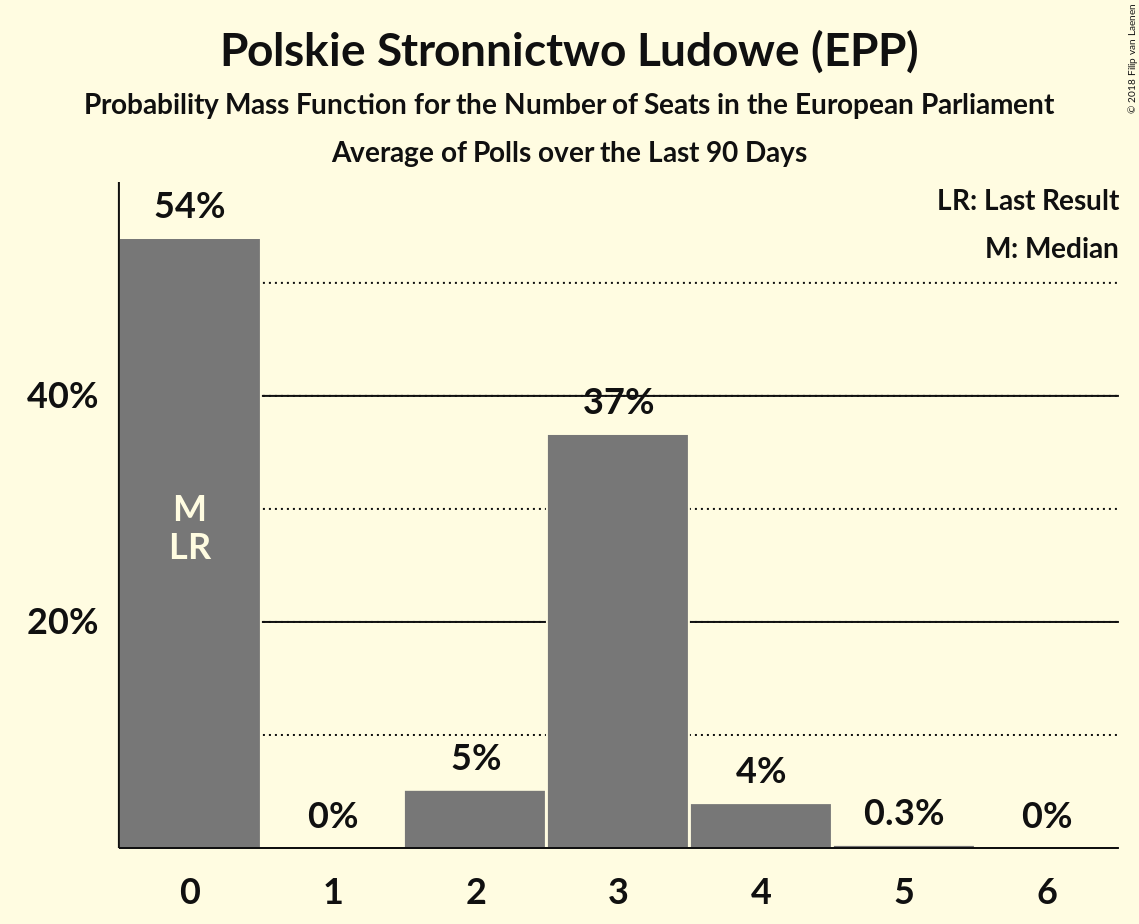 Polskie Stronnictwo Ludowe (EPP)
Probability Mass Function for the Number of Seats in the European Parliament
Average of Polls over the Last 90 Days
© 2018 Filip van Laenen
LR: Last Result
M: Median
54%
40%
37%
M
LR
20%
5%
4%
0.3%
0%
0%
0 1 2 3 4 5 6